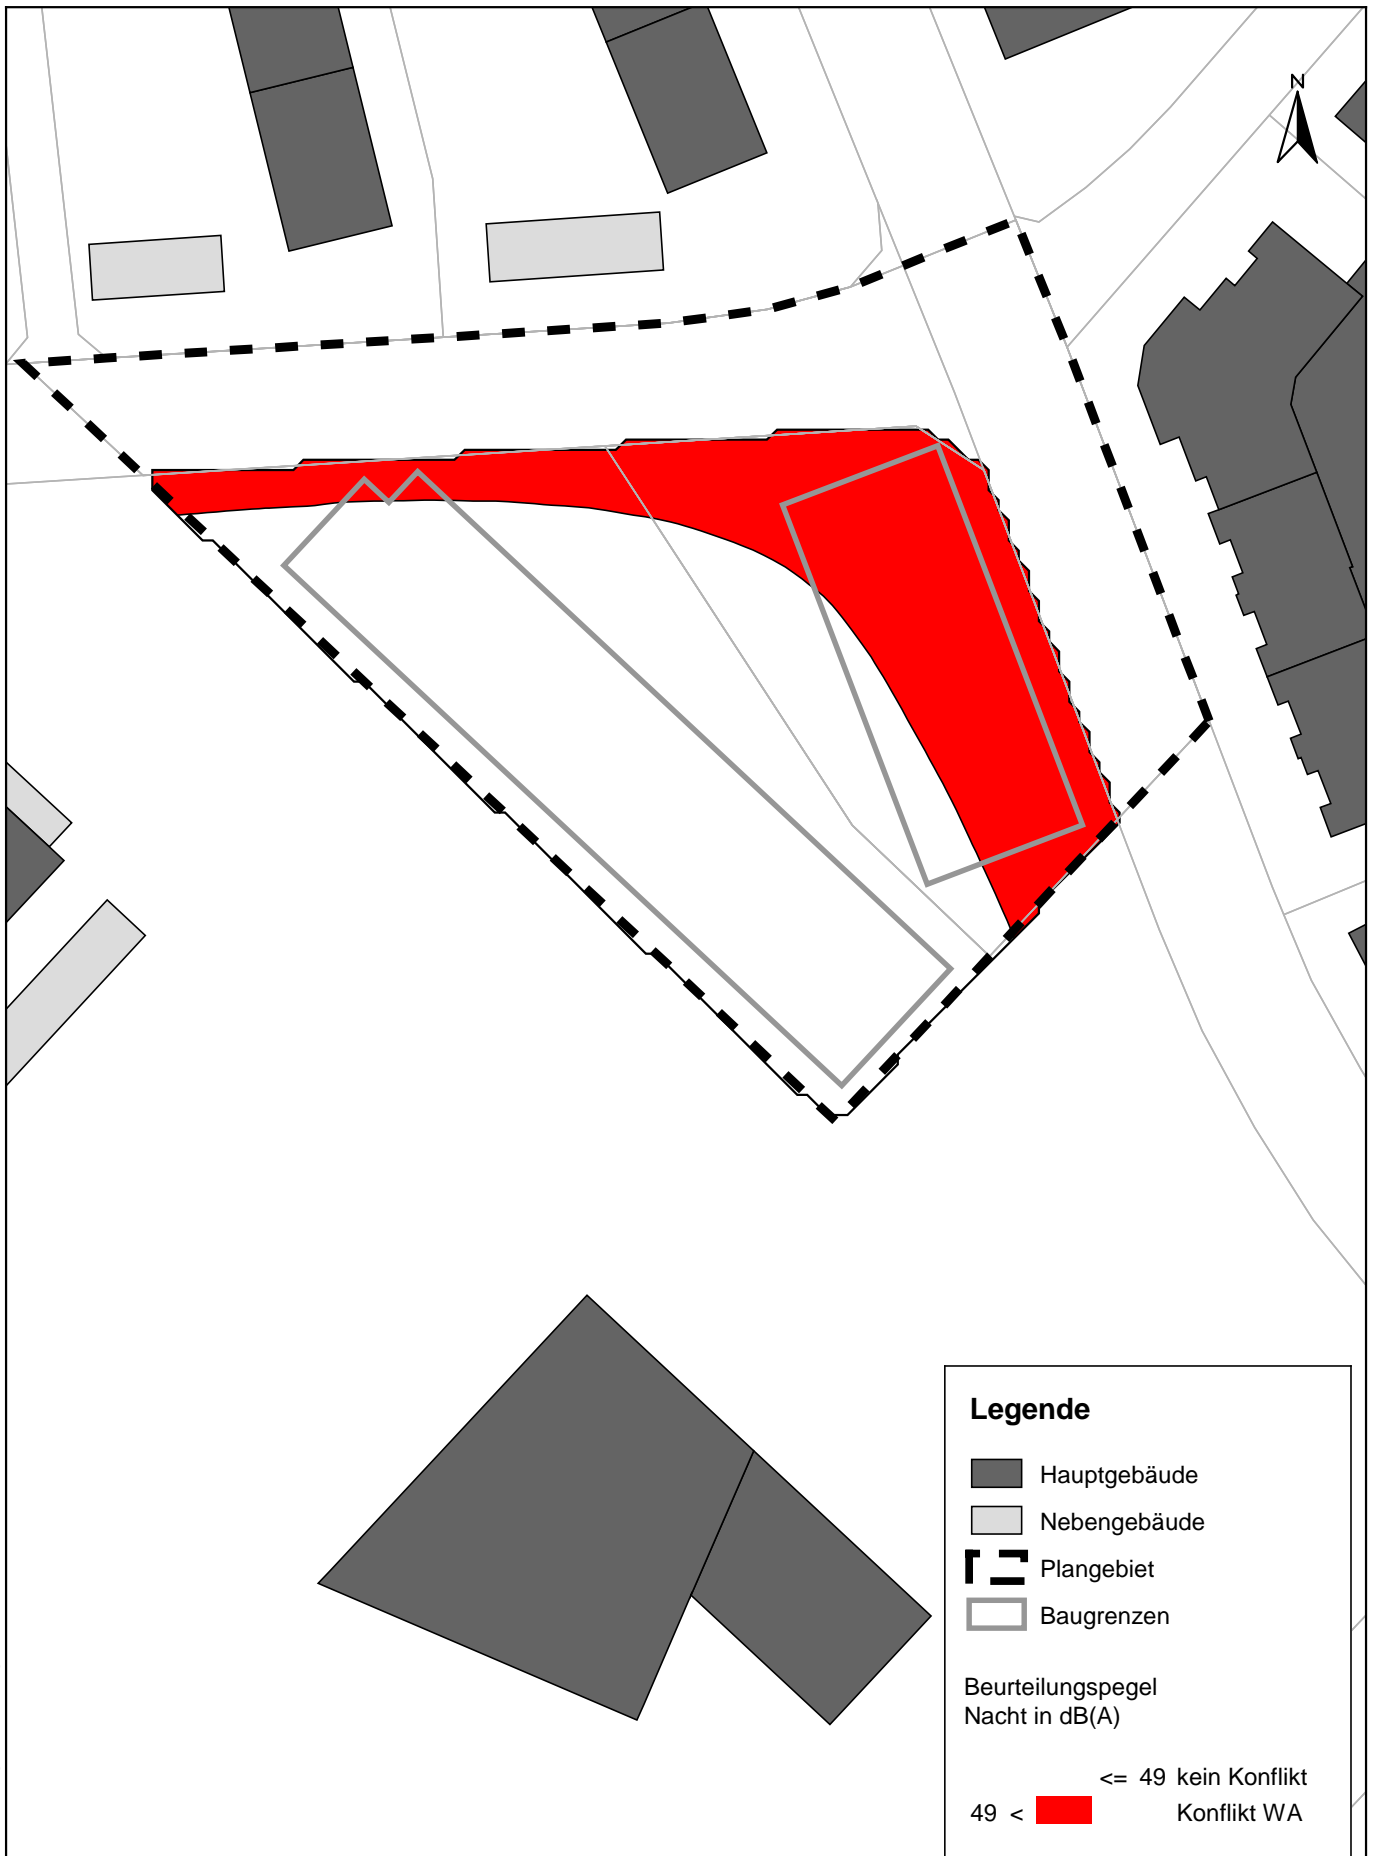 N
Legende
Hauptgebäude
Nebengebäude
Plangebiet
Baugrenzen
Beurteilungspegel
Nacht in dB(A)
<= 49 kein Konflikt
49 < Konflikt WA